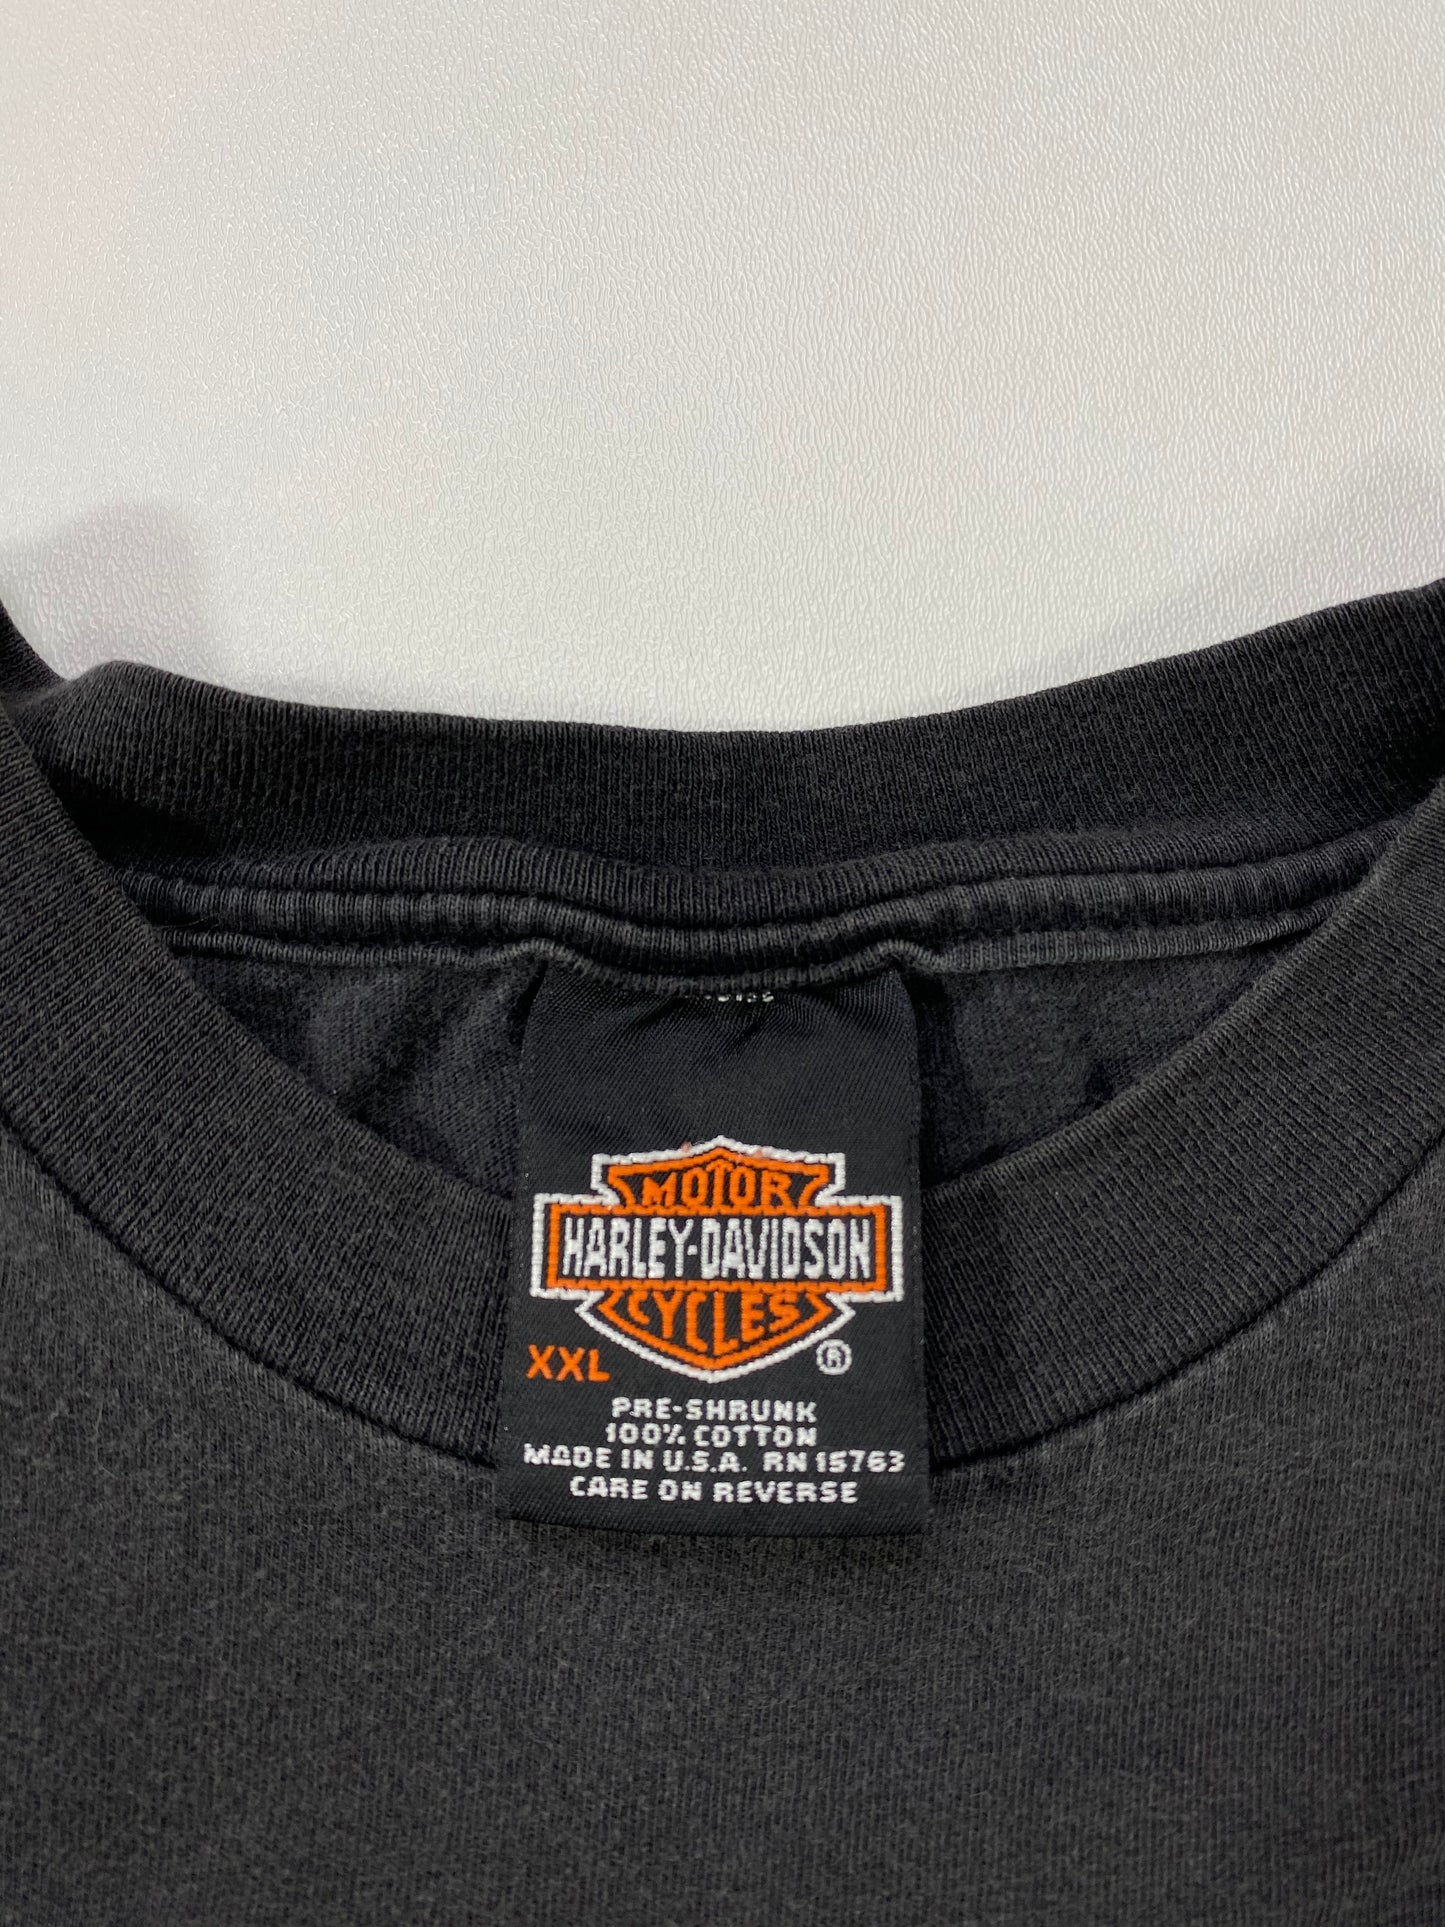 MOTOR
HARLEY-DAVIDSON
CYCLES
XXL ®
PRE-SHRUNK
100% COTTON
MADE IN U.S.A. RN 15763
CARE ON REVERSE